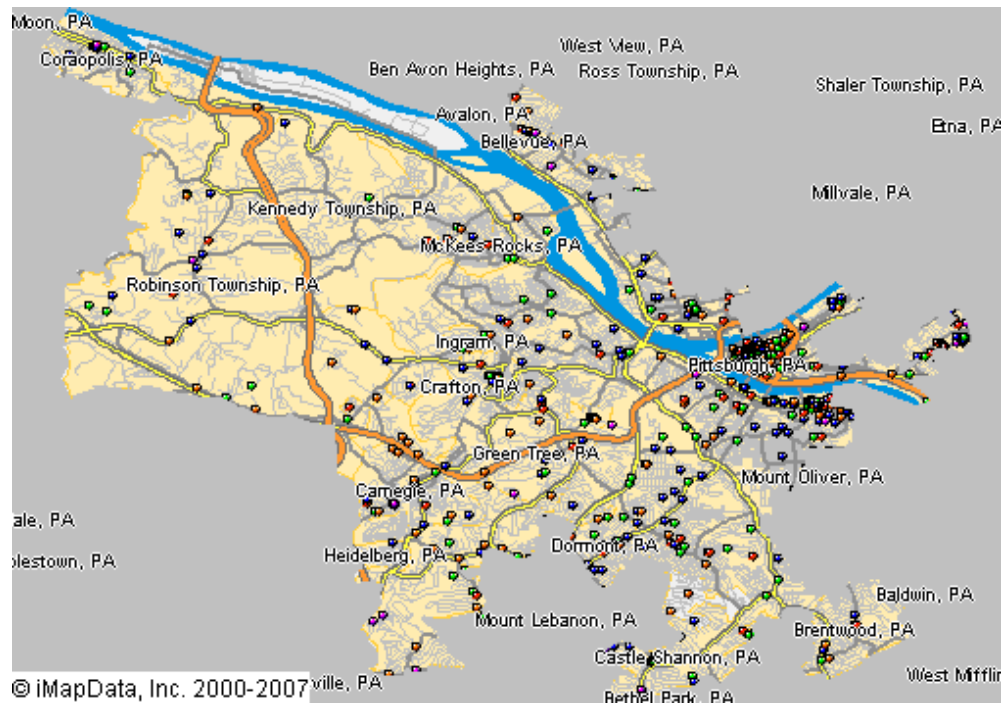 Moon, PA
West View, PA
Coraopolis, PA
Ben Avon Heights, PA
Ross Township, PA
Shaler Township, PA
Avalon, PA
Etna, PA
Bellevue, PA
Millvale, PA
Kennedy Township, PA
McKees Rocks, PA
Robinson Township, PA
Ingram, PA
Pittsburgh, PA
Crafton, PA
Green Tree, PA
Mount Oliver, PA
Carnegie, PA
ale, PA
Dormont, PA
Heidelberg, PA
olestown, PA
Baldwin, PA
Mount Lebanon, PA
Brentwood, PA
Castle Shannon, PA
West Mifflin
ville, PA
© iMapData, Inc. 2000-2007
Bethel Park, PA